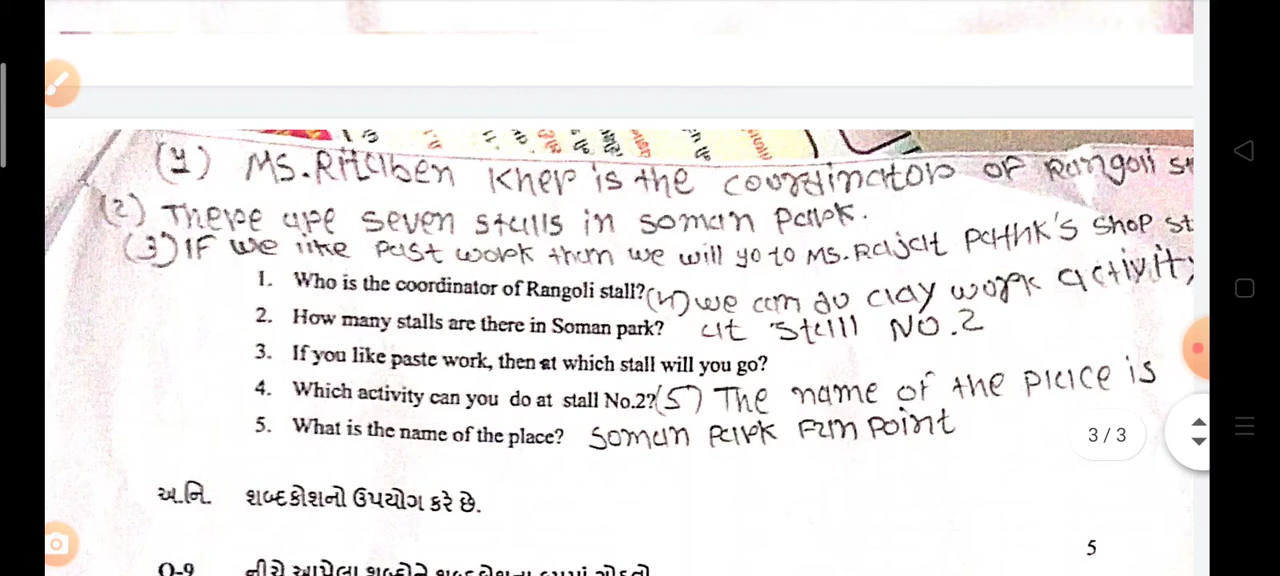 (1) Ms. Ritaben Kher is the coordinator of Rangoli
(2) There are seven stalls in soman park.
(3) IF we like past work then we will go to Ms. Rajat Pathk's shop
1. Who is the coordinator of Rangoli stall? (4) we can do clay work activity
2. How many stalls are there in Soman park? at stall NO.2
3. If you like paste work, then at which stall will you go?
4. Which activity can you do at stall No.2? (5) The name of the place is
5. What is the name of the place? soman park Fun Point
3/3
અ.નિ. શબ્દકોશનો ઉપયોગ કરે છે.
5
Q-9 નીચે આપેલા શબ્દોને